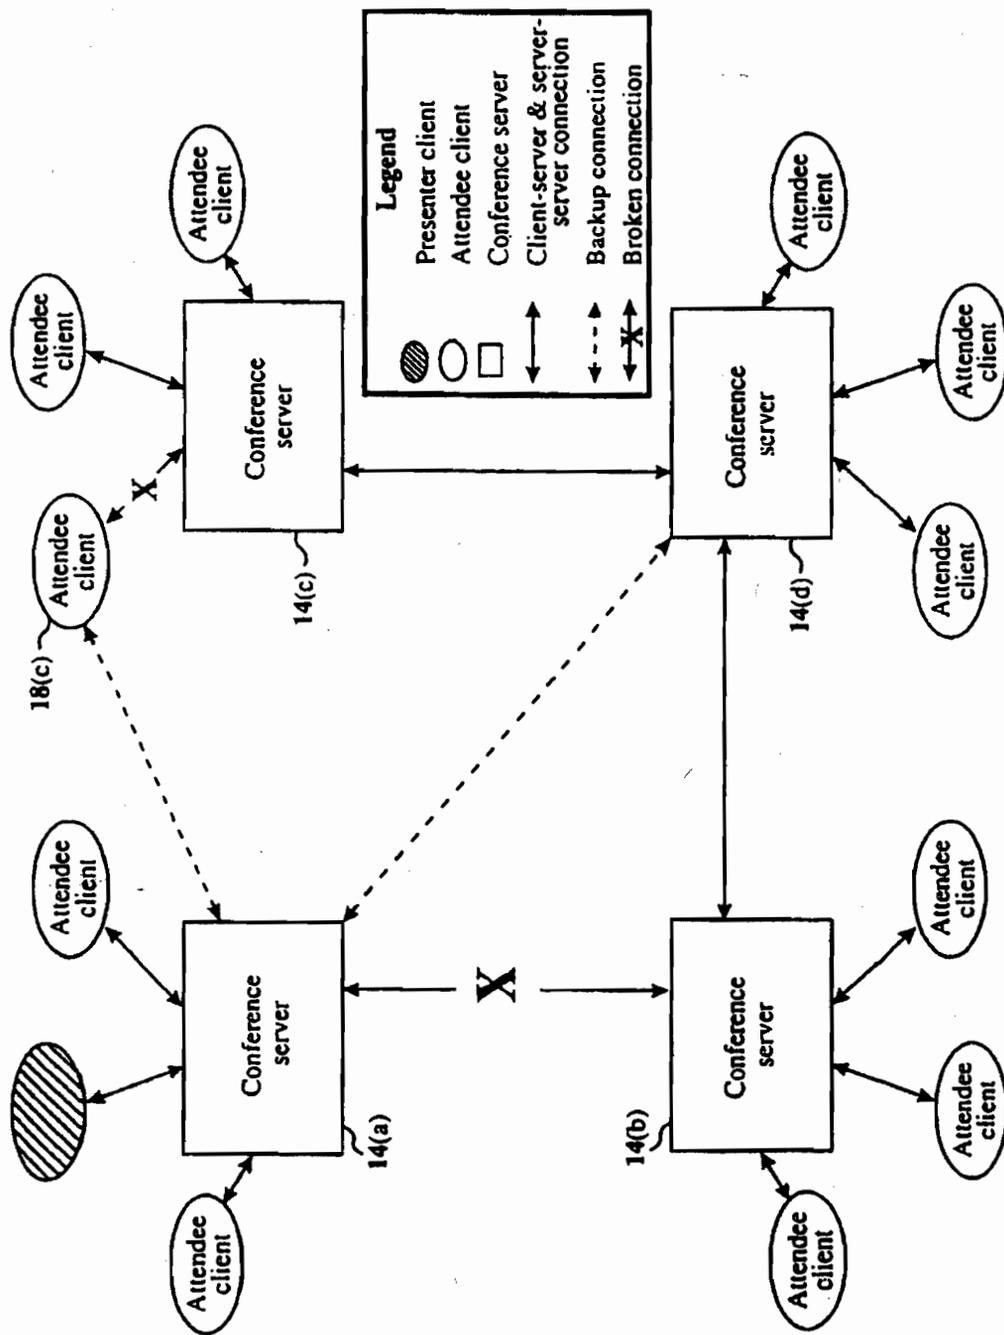 18(c)
Attendee
client
Attendee
client
Attendee
client
Attendee
client
Attendee
client
X
Conference
server
Conference
server
14(a)
14(c)
Legend
Presenter client
Attendee client
Conference server
Client-server & server-
server connection
Backup connection
X Broken connection
X
14(b)
Conference
server
Conference
server
14(d)
Attendee
client
Attendee
client
Attendee
client
Attendee
client
Attendee
client
Attendee
client